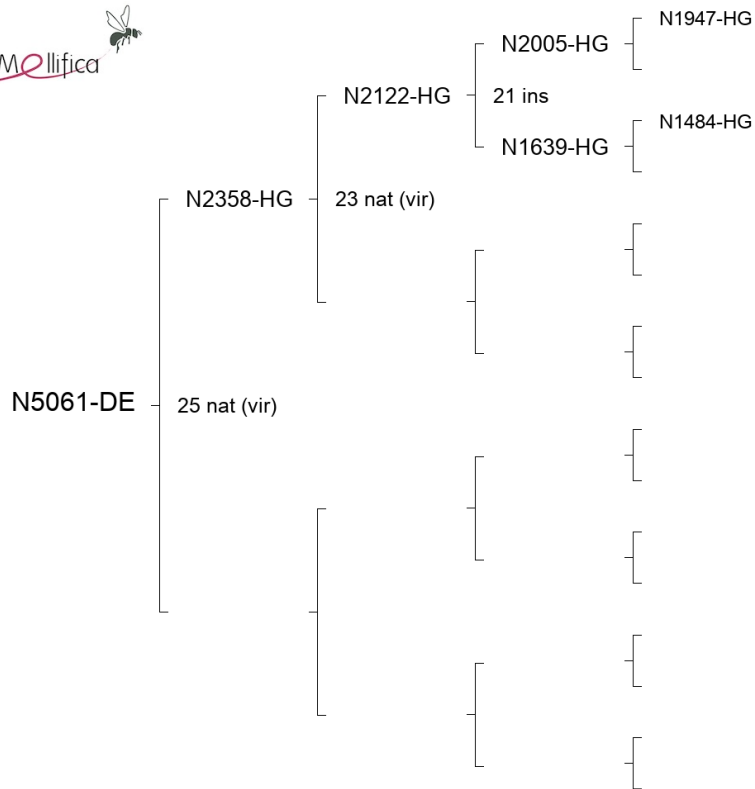 Mellifica
N1947-HG
N2005-HG
N2122-HG
21 ins
N1484-HG
N1639-HG
N2358-HG
23 nat (vir)
N5061-DE
25 nat (vir)